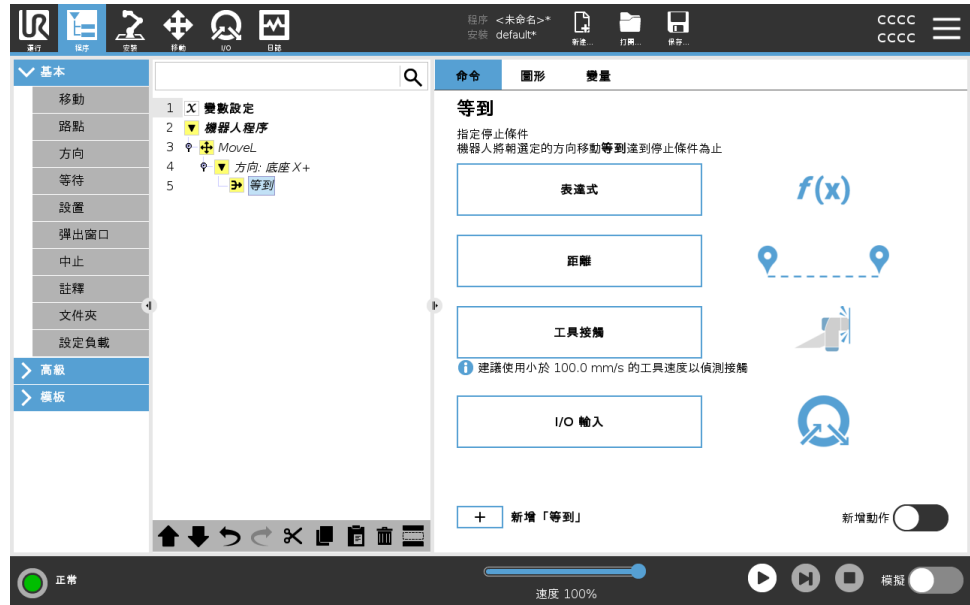 程序 <未命名>*
安裝 default*
運行
程序
安裝
移動
I/O
日誌
新建...
打開...
保存...
CCCC
CCCC
基本
移動
路點
方向
等待
設置
彈出窗口
中止
註釋
文件夾
設定負載
高級
模板
1 X 變數設定
2 機器人程序
3 MoveL
4 方向: 底座 X+
5 等到
命令 圖形 變量
等到
指定停止條件
機器人將朝選定的方向移動等到達到停止條件為止
表達式
f(x)
距離
工具接觸
建議使用小於 100.0 mm/s 的工具速度以偵測接觸
I/O 輸入
+ 新增「等到」
新增動作
正常
速度 100%
模擬